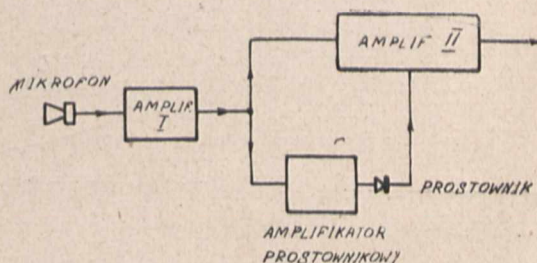 MIKROFON
AMPLIF
I
AMPLIF II
PROSTOWNIK
AMPLIFIKATOR
PROSTOWNIKOWY